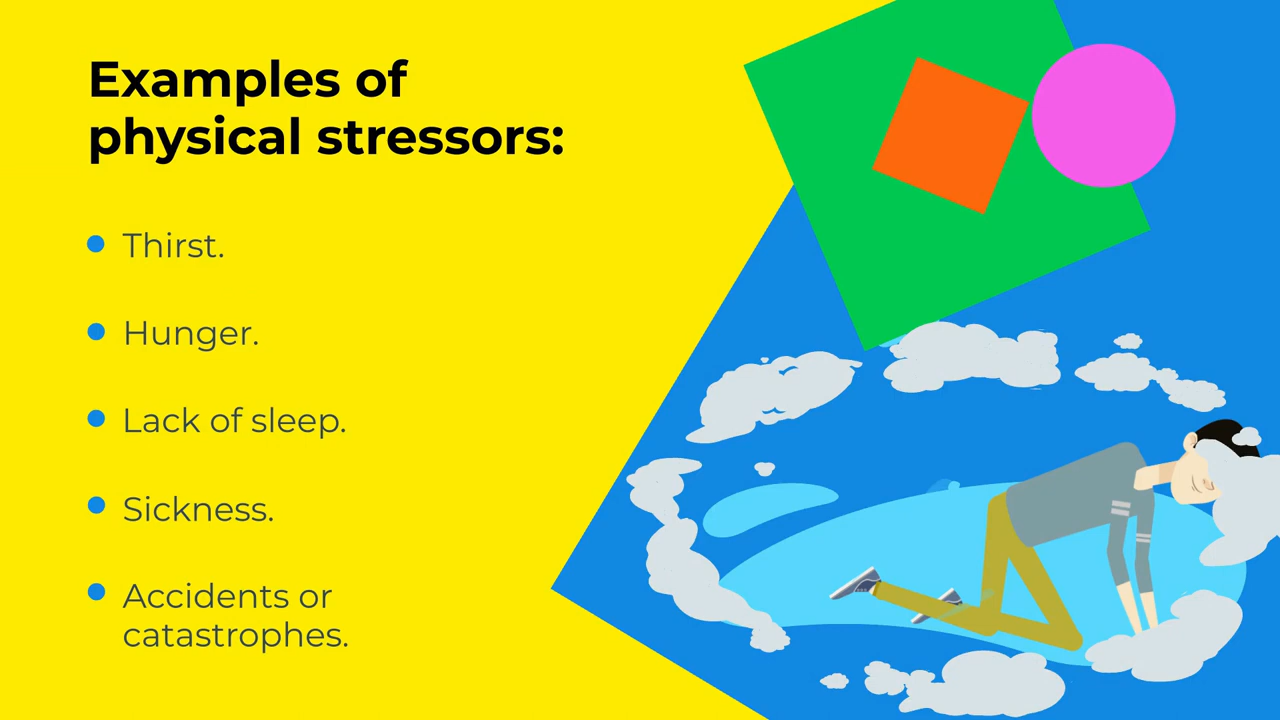 Examples of
physical stressors:
Thirst.
Hunger.
Lack of sleep.
Sickness.
Accidents or
catastrophes.